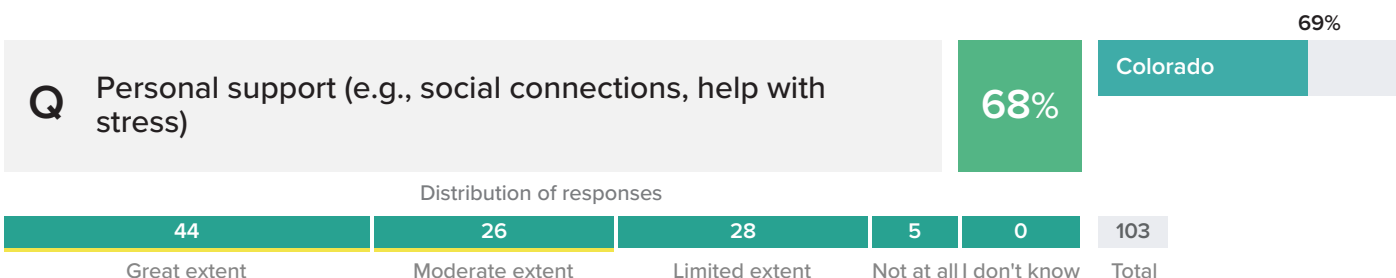 69%
Q Personal support (e.g., social connections, help with
stress)
68%
Colorado
Distribution of responses
44 26 28 5 0 103
Great extent Moderate extent Limited extent Not at all I don't know Total